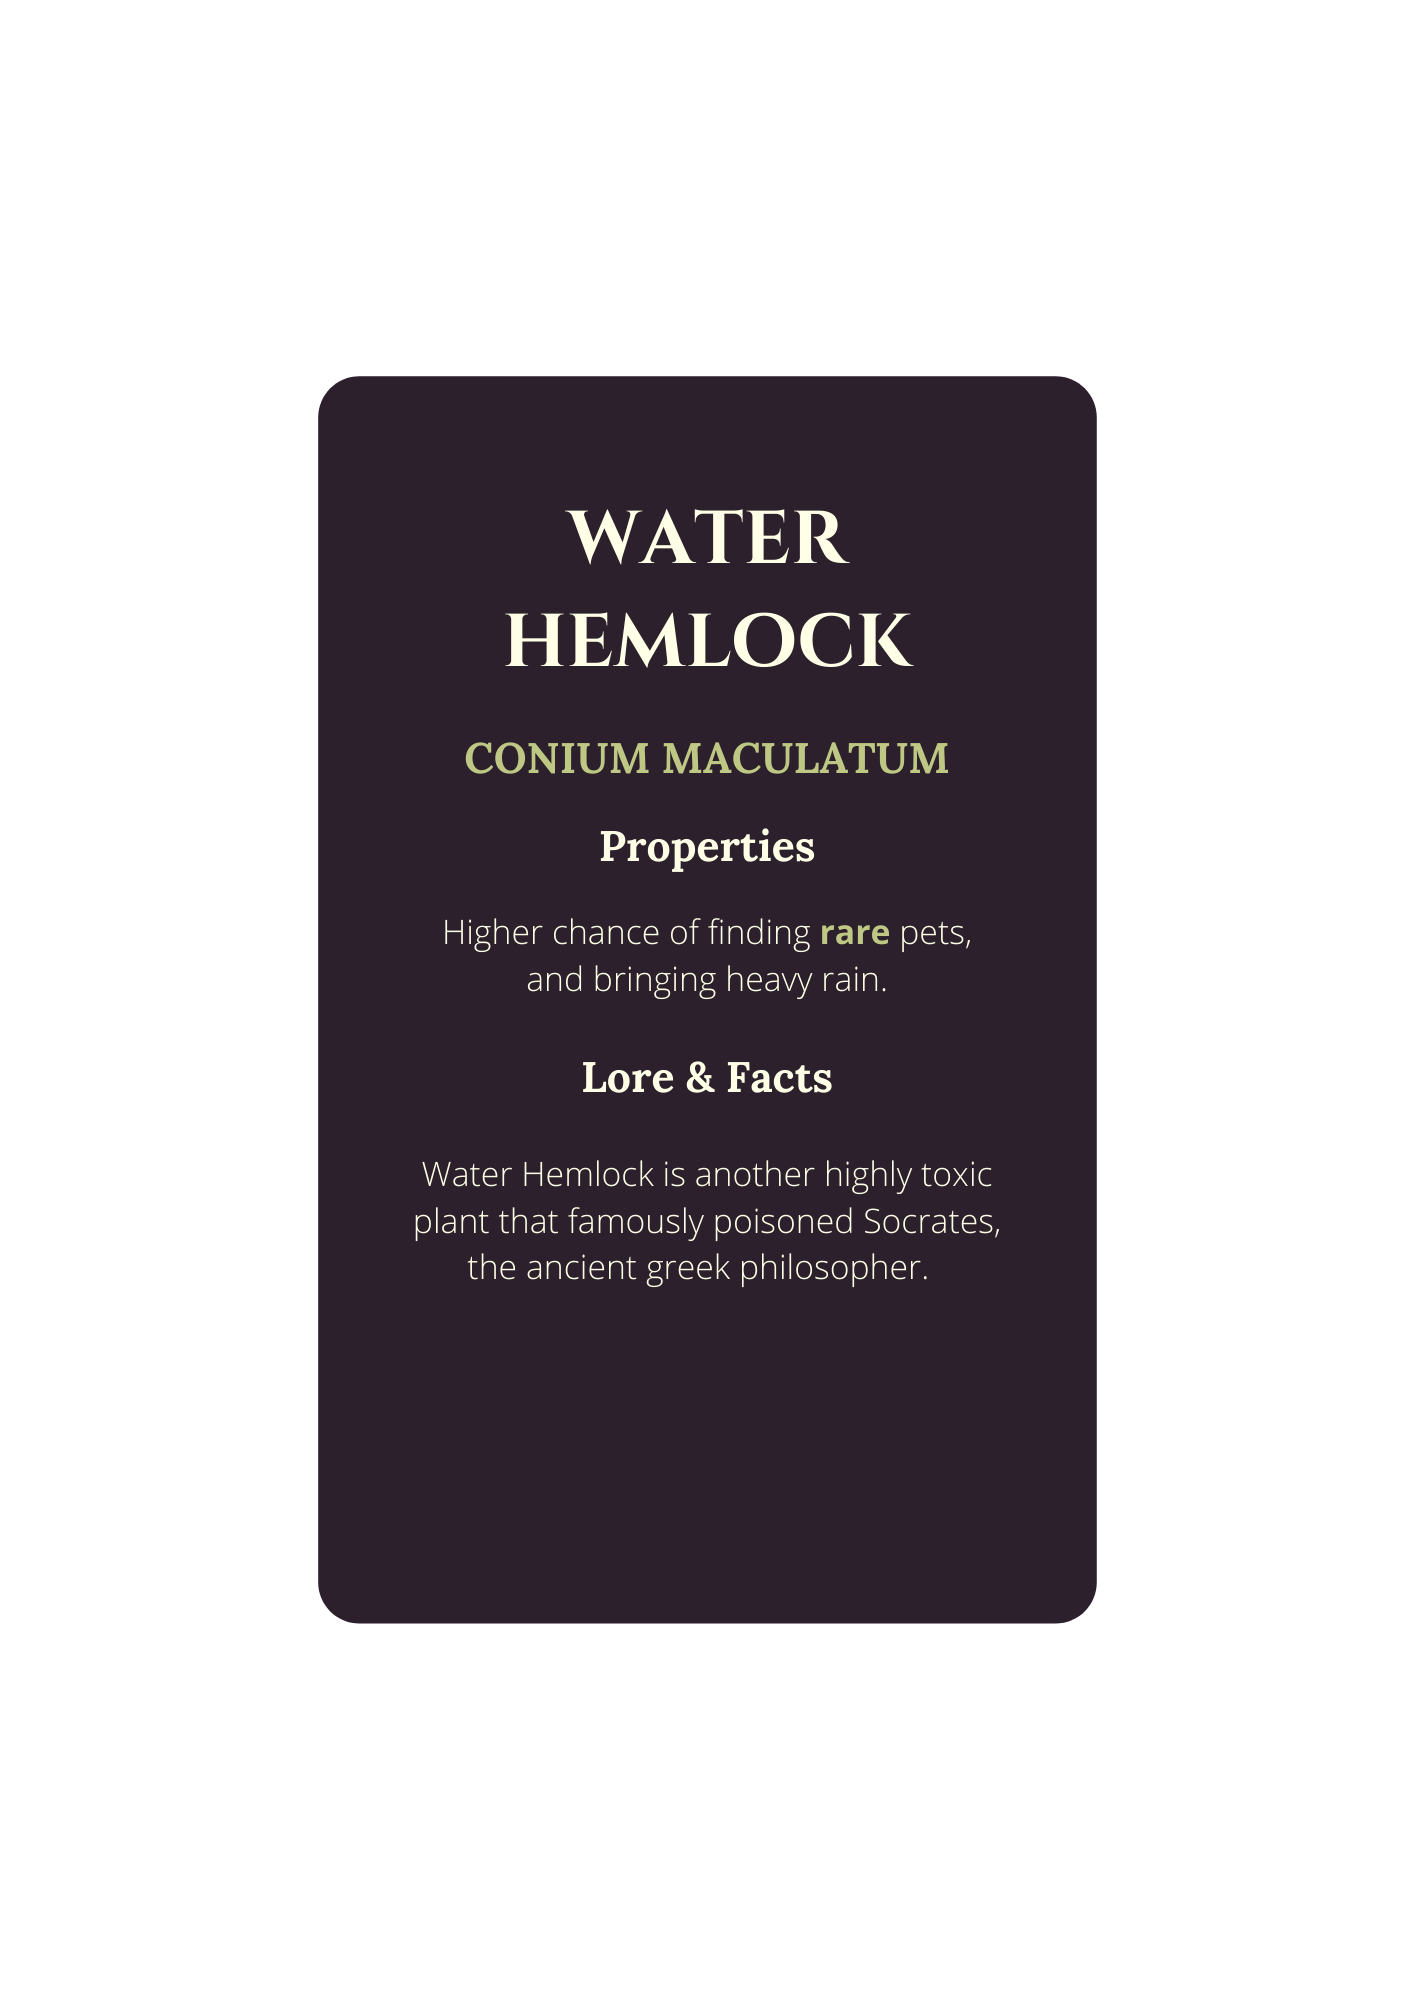 WATER
HEMLOCK
CONIUM MACULATUM
Properties
Higher chance of finding rare pets,
and bringing heavy rain.
Lore & Facts
Water Hemlock is another highly toxic
plant that famously poisoned Socrates,
the ancient greek philosopher.